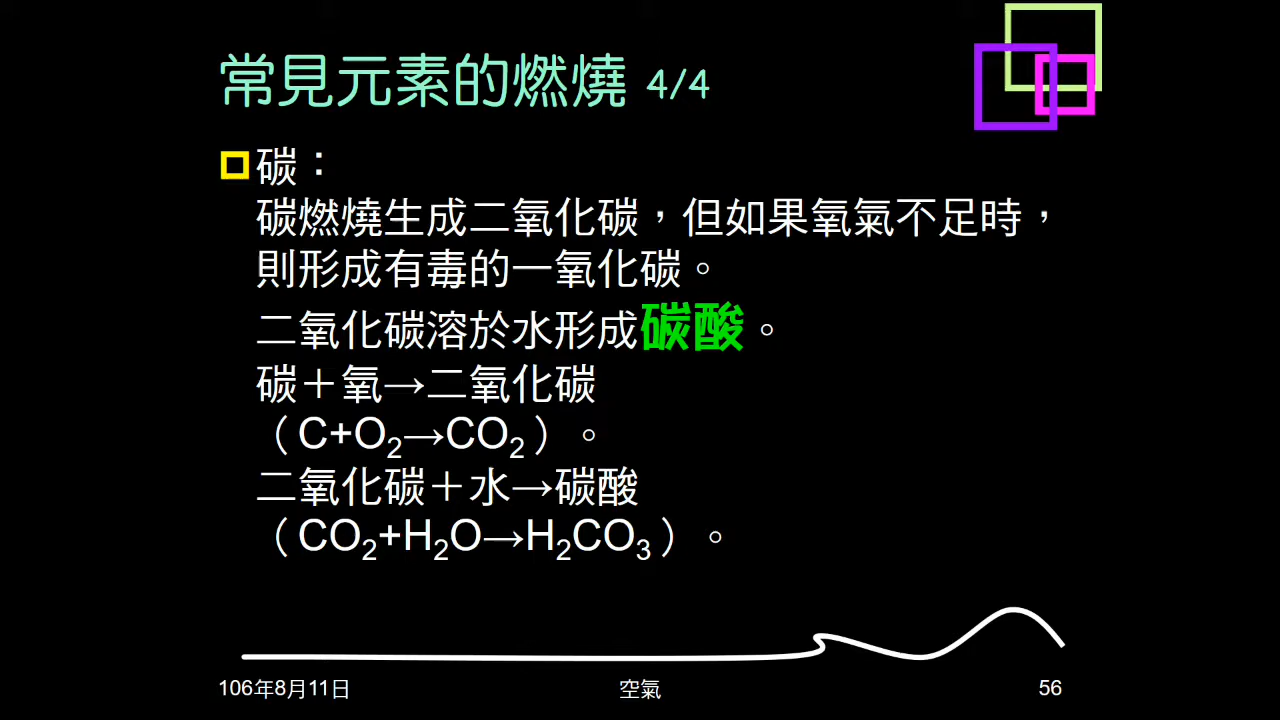 常見元素的燃燒 4/4
碳：
碳燃燒生成二氧化碳，但如果氧氣不足時，
則形成有毒的一氧化碳。
二氧化碳溶於水形成碳酸。
碳＋氧→二氧化碳
（C+O₂→CO₂）。
二氧化碳＋水→碳酸
（CO₂+H₂O→H₂CO₃）。
106年8月11日
空氣
56